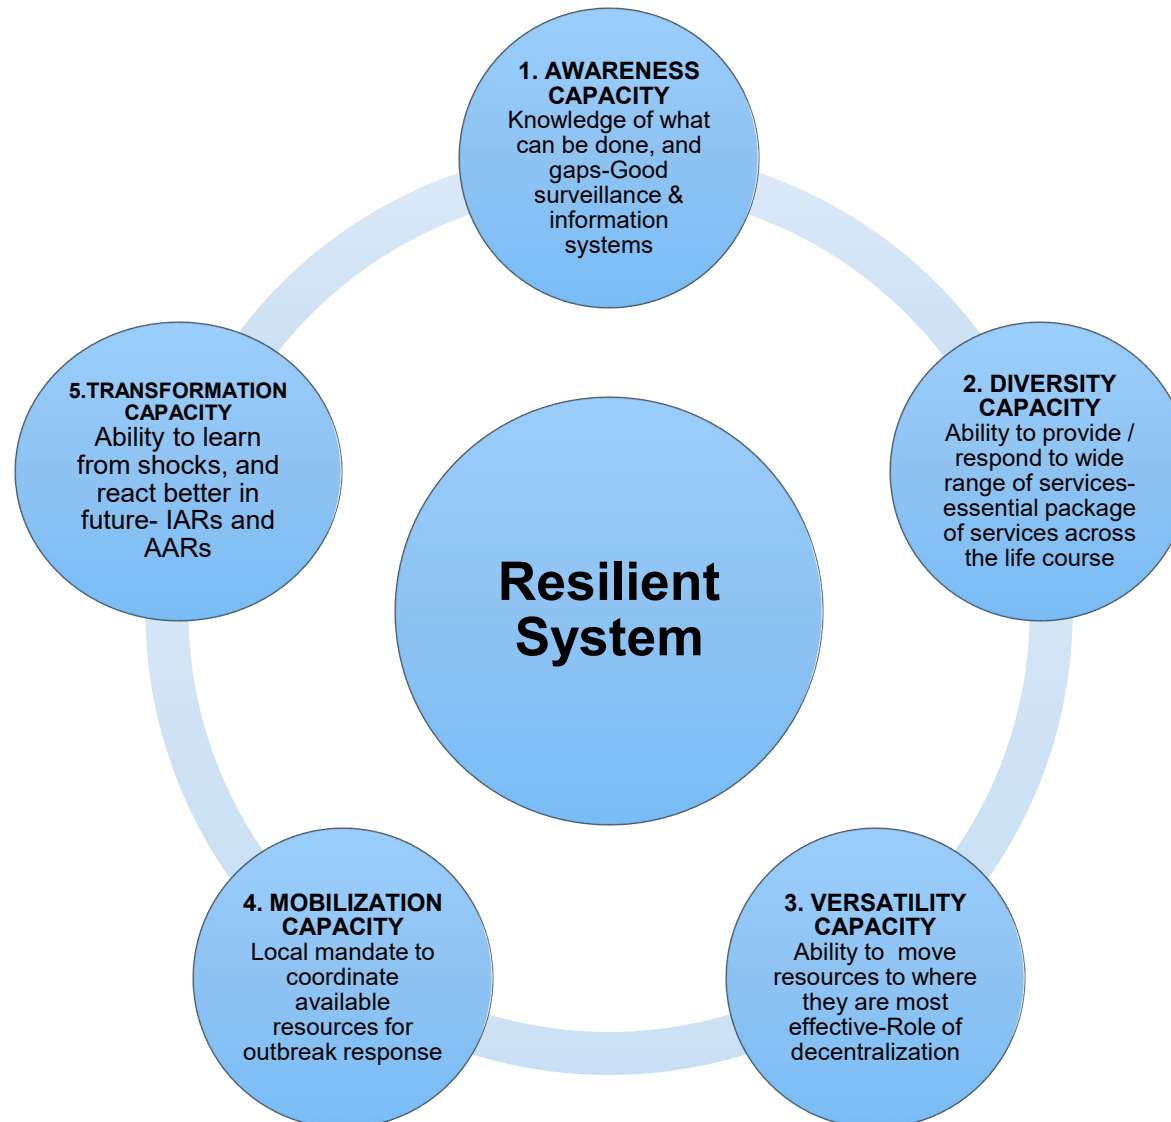 1. AWARENESS
CAPACITY
Knowledge of what
can be done, and
gaps-Good
surveillance &
information
systems
2. DIVERSITY
CAPACITY
Ability to provide /
respond to wide
range of services-
essential package
of services across
the life course
3. VERSATILITY
CAPACITY
Ability to  move
resources to where
they are most
effective-Role of
decentralization
4. MOBILIZATION
CAPACITY
Local mandate to
coordinate
available
resources for
outbreak response
5.TRANSFORMATION
CAPACITY
Ability to learn
from shocks, and
react better in
future- IARs and
AARs
Resilient
System